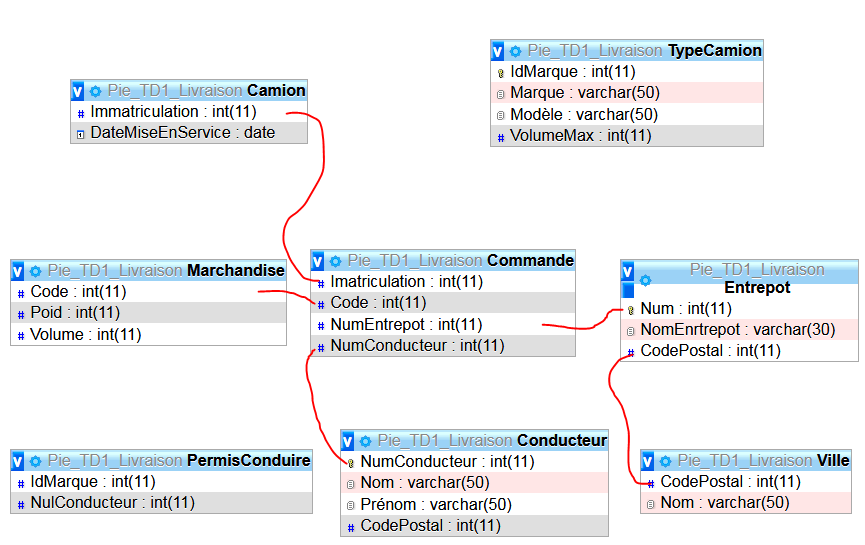 Pie_TD1_Livraison TypeCamion
IdMarque : int(11)
Marque : varchar(50)
Modèle : varchar(50)
VolumeMax : int(11)
Pie_TD1_Livraison Camion
Immatriculation : int(11)
DateMiseEnService : date
Pie_TD1_Livraison Marchandise
Code : int(11)
Poid : int(11)
Volume : int(11)
Pie_TD1_Livraison Commande
Imatriculation : int(11)
Code : int(11)
NumEntrepot : int(11)
NumConducteur : int(11)
Pie_TD1_Livraison
Entrepot
Num : int(11)
NomEnrtrepot : varchar(30)
CodePostal : int(11)
Pie_TD1_Livraison PermisConduire
IdMarque : int(11)
NulConducteur : int(11)
Pie_TD1_Livraison Conducteur
NumConducteur : int(11)
Nom : varchar(50)
Prénom : varchar(50)
CodePostal : int(11)
Pie_TD1_Livraison Ville
CodePostal : int(11)
Nom : varchar(50)